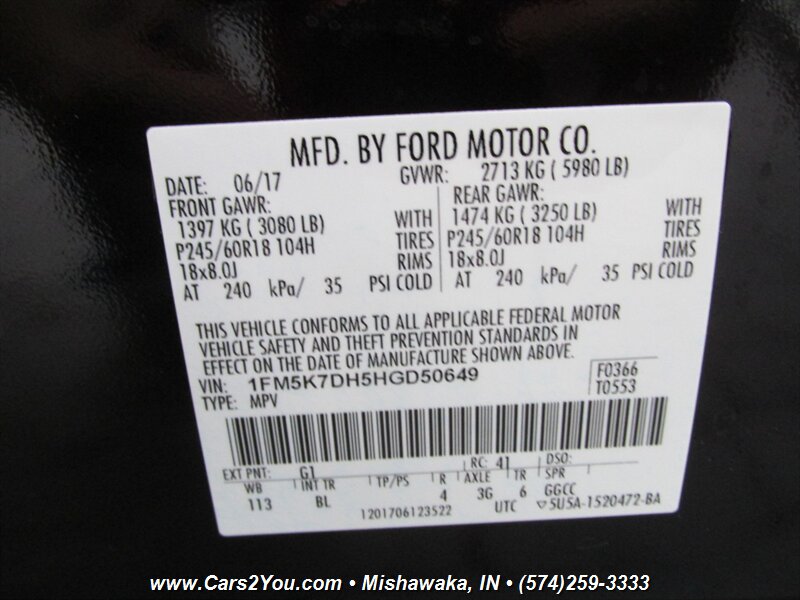 MFD. BY FORD MOTOR CO.
DATE: 06/17 GVWR: 2713 KG ( 5980 LB)
FRONT GAWR: REAR GAWR:
1397 KG ( 3080 LB) WITH 1474 KG ( 3250 LB) WITH
P245/60R18 104H TIRES P245/60R18 104H TIRES
18x8.0J RIMS 18x8.0J RIMS
AT 240 kPa/ 35 PSI COLD AT 240 kPa/ 35 PSI COLD
THIS VEHICLE CONFORMS TO ALL APPLICABLE FEDERAL MOTOR
VEHICLE SAFETY AND THEFT PREVENTION STANDARDS IN
EFFECT ON THE DATE OF MANUFACTURE SHOWN ABOVE.
VIN: 1FM5K7DH5HGD50649 F0366
TYPE: MPV T0553
EXT PNT: G1 RC: 41 DSO:
WB INT TR TP/PS R AXLE TR SPR
113 BL 4 3G 6 GGCC
1201706123522 UTC ▽5U5A-1520472-BA
www.Cars2You.com • Mishawaka, IN • (574)259-3333